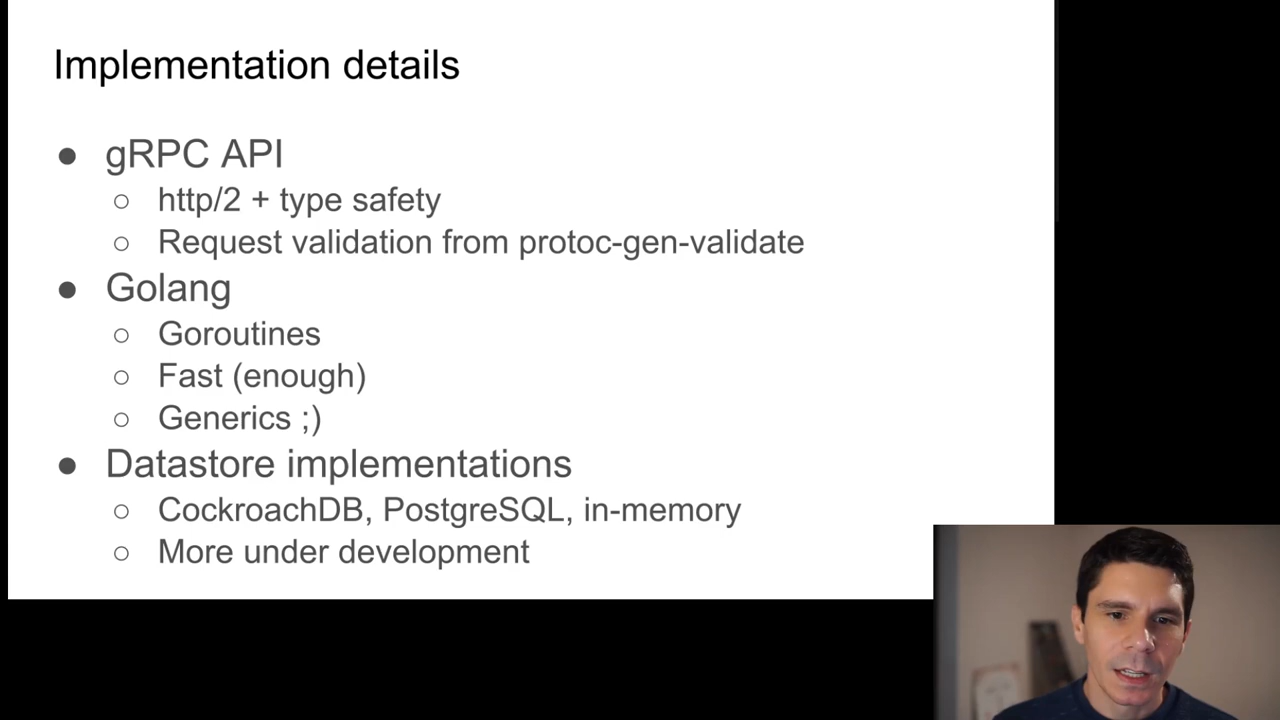 Implementation details
● gRPC API
○ http/2 + type safety
○ Request validation from protoc-gen-validate
● Golang
○ Goroutines
○ Fast (enough)
○ Generics ;)
● Datastore implementations
○ CockroachDB, PostgreSQL, in-memory
○ More under development